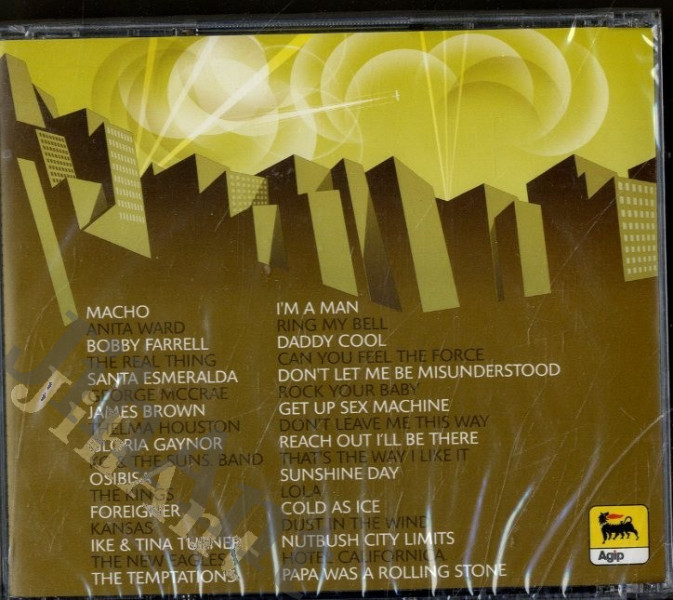 MACHO I'M A MAN
ANITA WARD RING MY BELL
BOBBY FARRELL DADDY COOL
THE REAL THING CAN YOU FEEL THE FORCE
SANTA ESMERALDA DON'T LET ME BE MISUNDERSTOOD
GEORGE MCCRAE ROCK YOUR BABY
JAMES BROWN GET UP SEX MACHINE
THELMA HOUSTON DON'T LEAVE ME THIS WAY
GLORIA GAYNOR REACH OUT I'LL BE THERE
THE SUNS. BAND THAT'S THE WAY I LIKE IT
OSIBISA SUNSHINE DAY
THE KINGS LOLA
FOREIGNER COLD AS ICE
KANSAS DUST IN THE WIND
IKE & TINA TURNER NUTBUSH CITY LIMITS
THE NEW EAGLES HOTEL CALIFORNICA
THE TEMPTATIONS PAPA WAS A ROLLING STONE
Agip